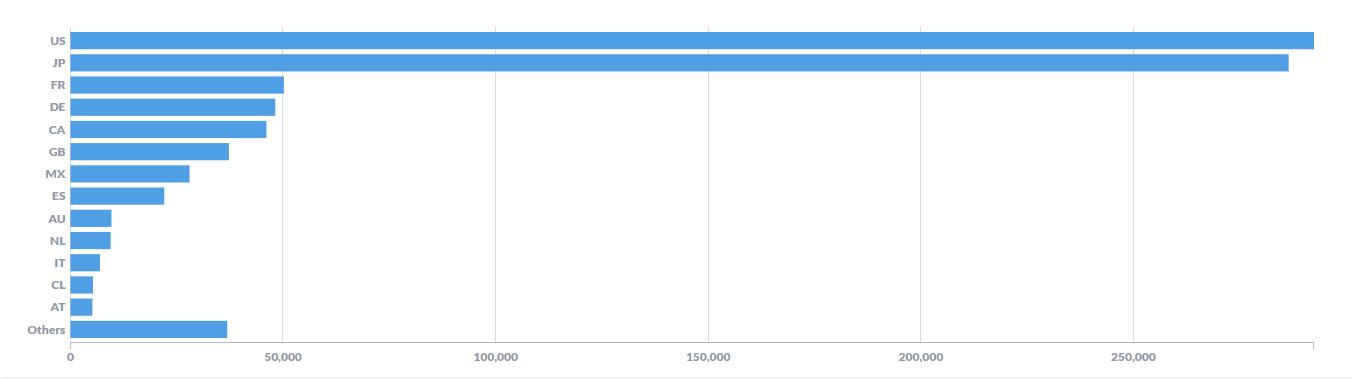 US
JP
FR
DE
CA
GB
MX
ES
AU
NL
IT
CL
AT
Others
0 50,000 100,000 150,000 200,000 250,000